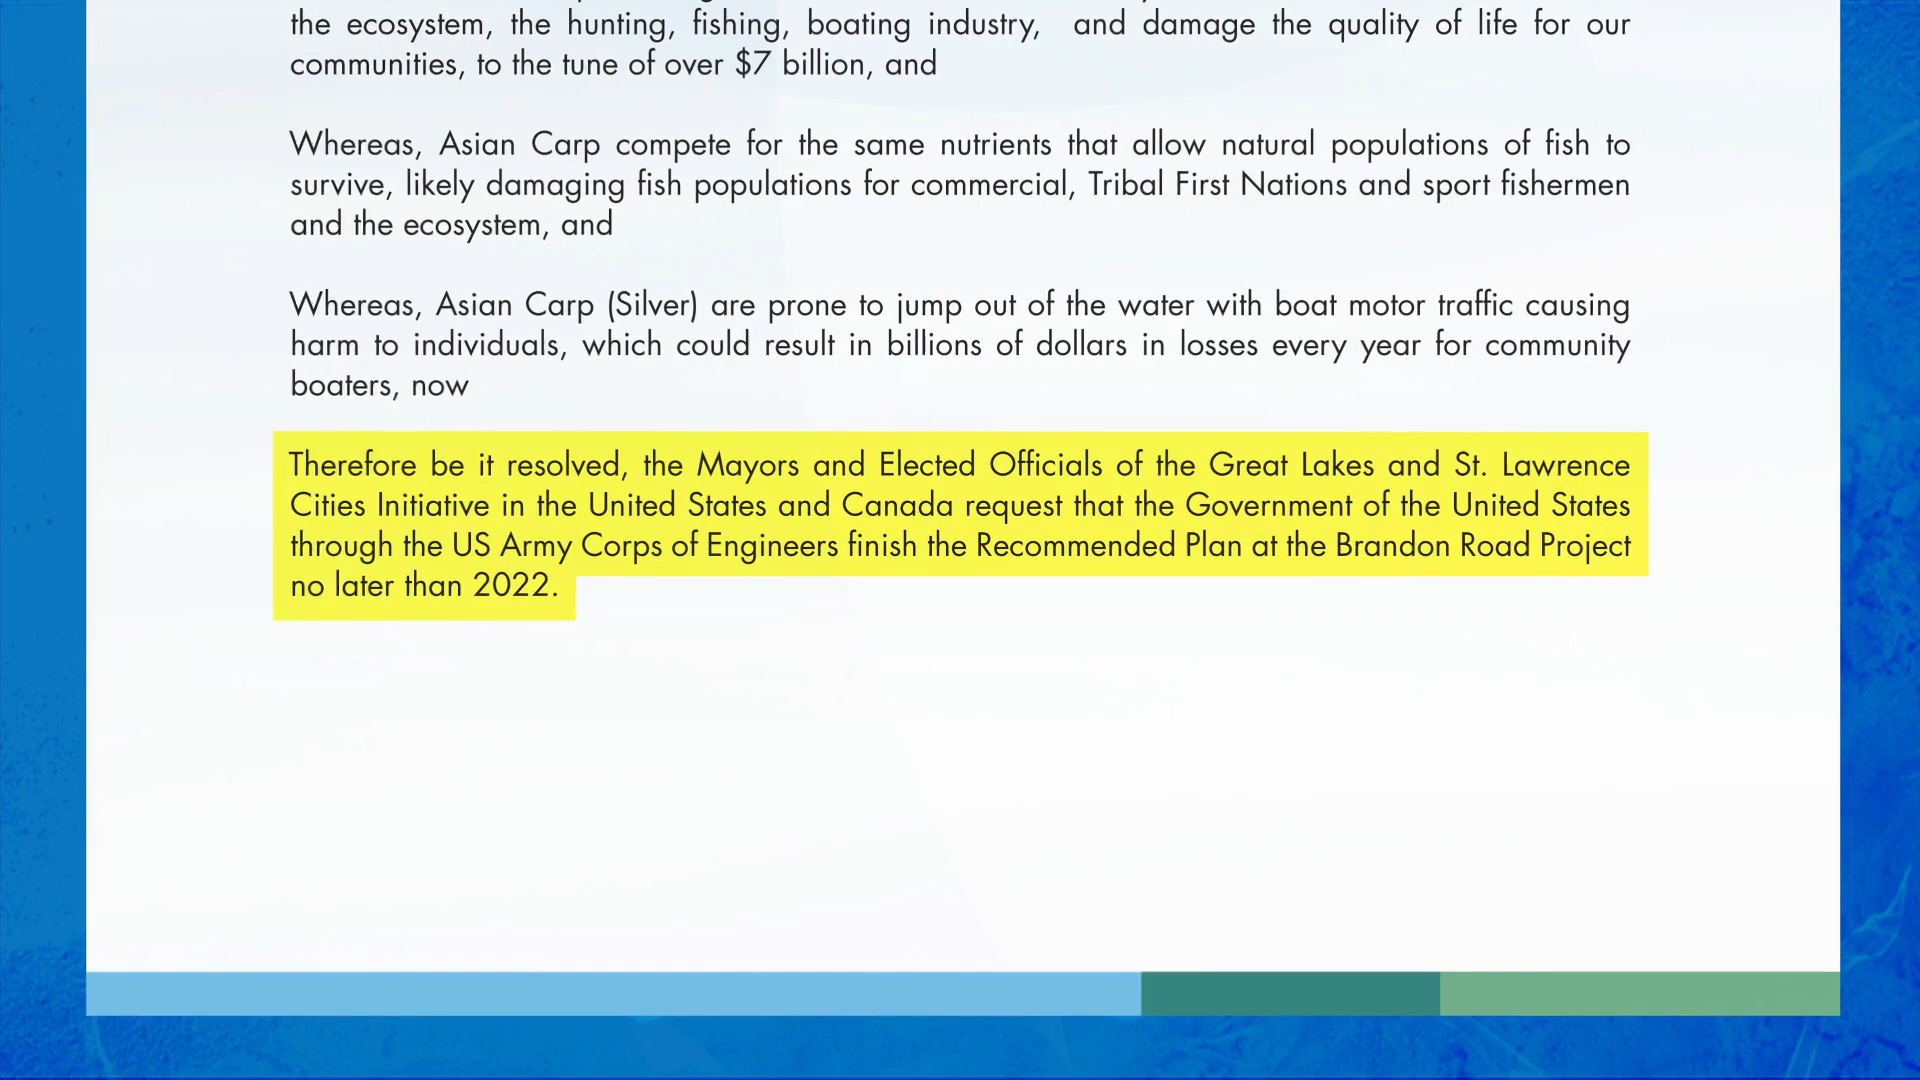 the ecosystem, the hunting, fishing, boating industry, and damage the quality of life for our
communities, to the tune of over $7 billion, and
Whereas, Asian Carp compete for the same nutrients that allow natural populations of fish to
survive, likely damaging fish populations for commercial, Tribal First Nations and sport fishermen
and the ecosystem, and
Whereas, Asian Carp (Silver) are prone to jump out of the water with boat motor traffic causing
harm to individuals, which could result in billions of dollars in losses every year for community
boaters, now
Therefore be it resolved, the Mayors and Elected Officials of the Great Lakes and St. Lawrence
Cities Initiative in the United States and Canada request that the Government of the United States
through the US Army Corps of Engineers finish the Recommended Plan at the Brandon Road Project
no later than 2022.